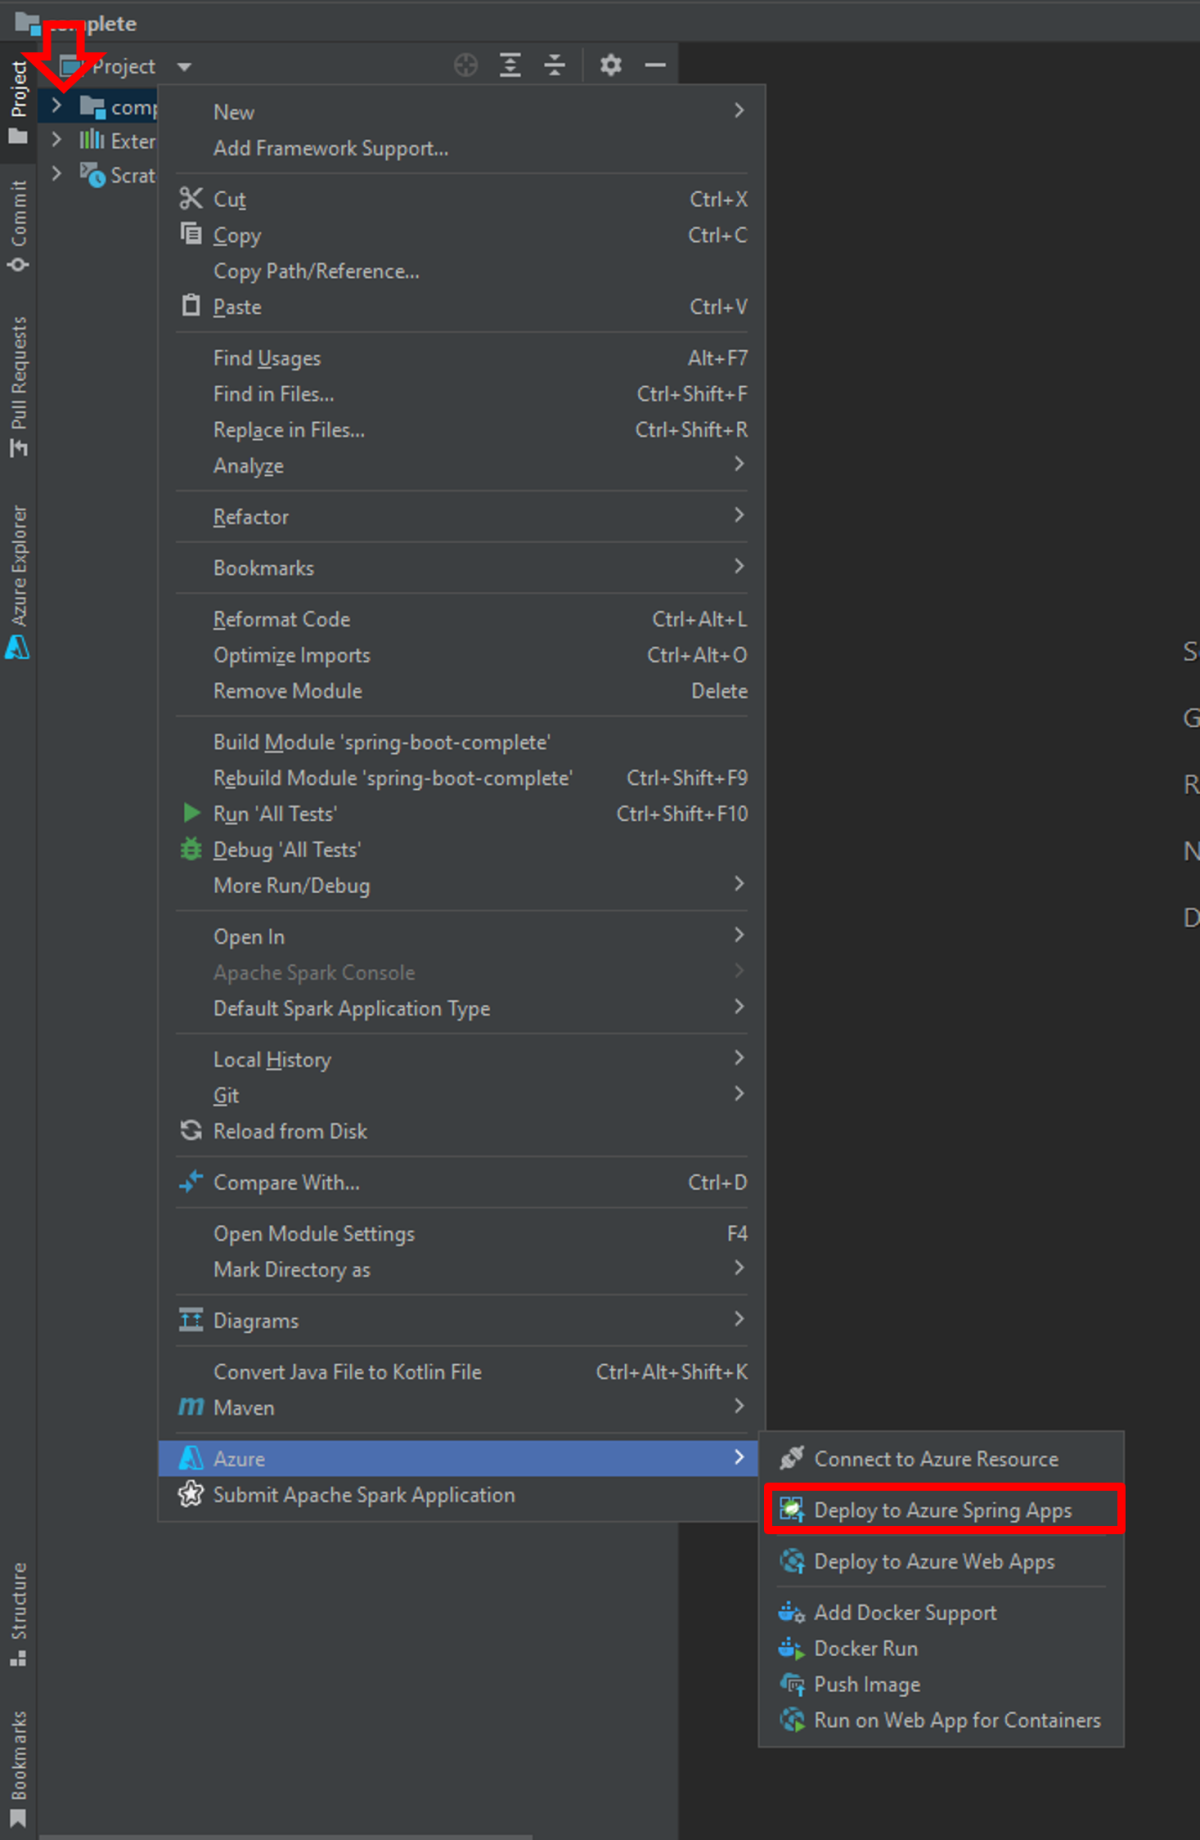 complete
Project
comp
Exter
Scrat
Project
Commit
Pull Requests
Azure Explorer
Structure
Bookmarks
New
Add Framework Support...
Cut Ctrl+X
Copy Ctrl+C
Copy Path/Reference...
Paste Ctrl+V
Find Usages Alt+F7
Find in Files... Ctrl+Shift+F
Replace in Files... Ctrl+Shift+R
Analyze
Refactor
Bookmarks
Reformat Code Ctrl+Alt+L
Optimize Imports Ctrl+Alt+O
Remove Module Delete
Build Module 'spring-boot-complete'
Rebuild Module 'spring-boot-complete' Ctrl+Shift+F9
Run 'All Tests' Ctrl+Shift+F10
Debug 'All Tests'
More Run/Debug
Open In
Apache Spark Console
Default Spark Application Type
Local History
Git
Reload from Disk
Compare With... Ctrl+D
Open Module Settings F4
Mark Directory as
Diagrams
Convert Java File to Kotlin File Ctrl+Alt+Shift+K
Maven
Azure
Submit Apache Spark Application
Connect to Azure Resource
Deploy to Azure Spring Apps
Deploy to Azure Web Apps
Add Docker Support
Docker Run
Push Image
Run on Web App for Containers
S
G
R
N
D